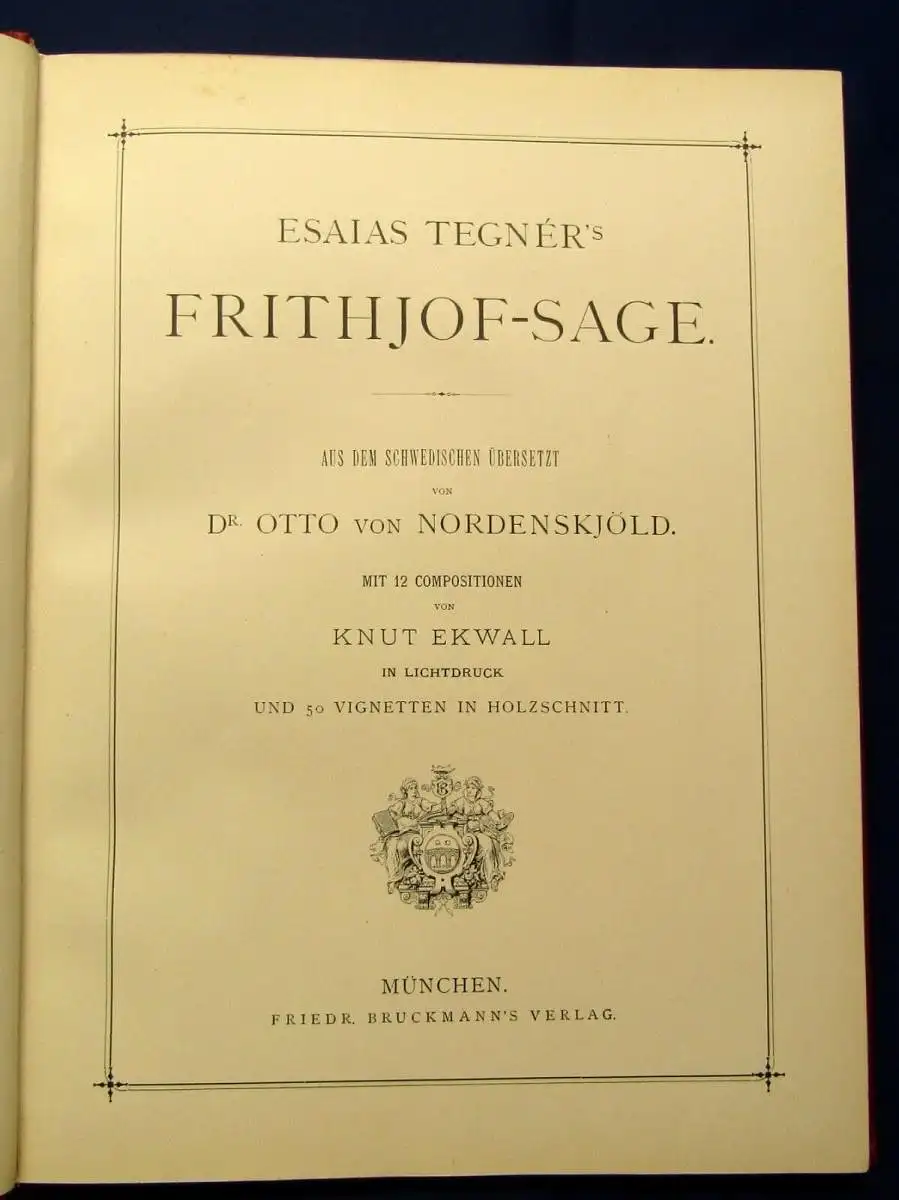 ESAIAS TEGNÉR'S
FRITHJOF-SAGE.
AUS DEM SCHWEDISCHEN ÜBERSETZT
VON
DR. OTTO VON NORDENSKJÖLD.
MIT 12 COMPOSITIONEN
VON
KNUT EKWALL
IN LICHTDRUCK
UND 50 VIGNETTEN IN HOLZSCHNITT.
MÜNCHEN.
FRIEDR. BRUCKMANN'S VERLAG.